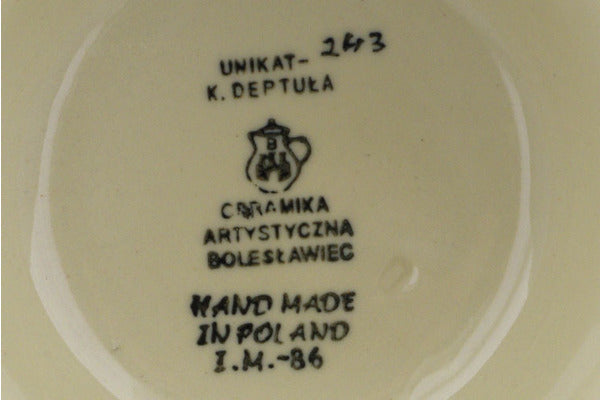 UNIKAT-243
K. DEPTUŁA
B
CERAMIKA
ARTYSTYCZNA
BOLESŁAWIEC
HAND MADE
IN POLAND
I.M.-86